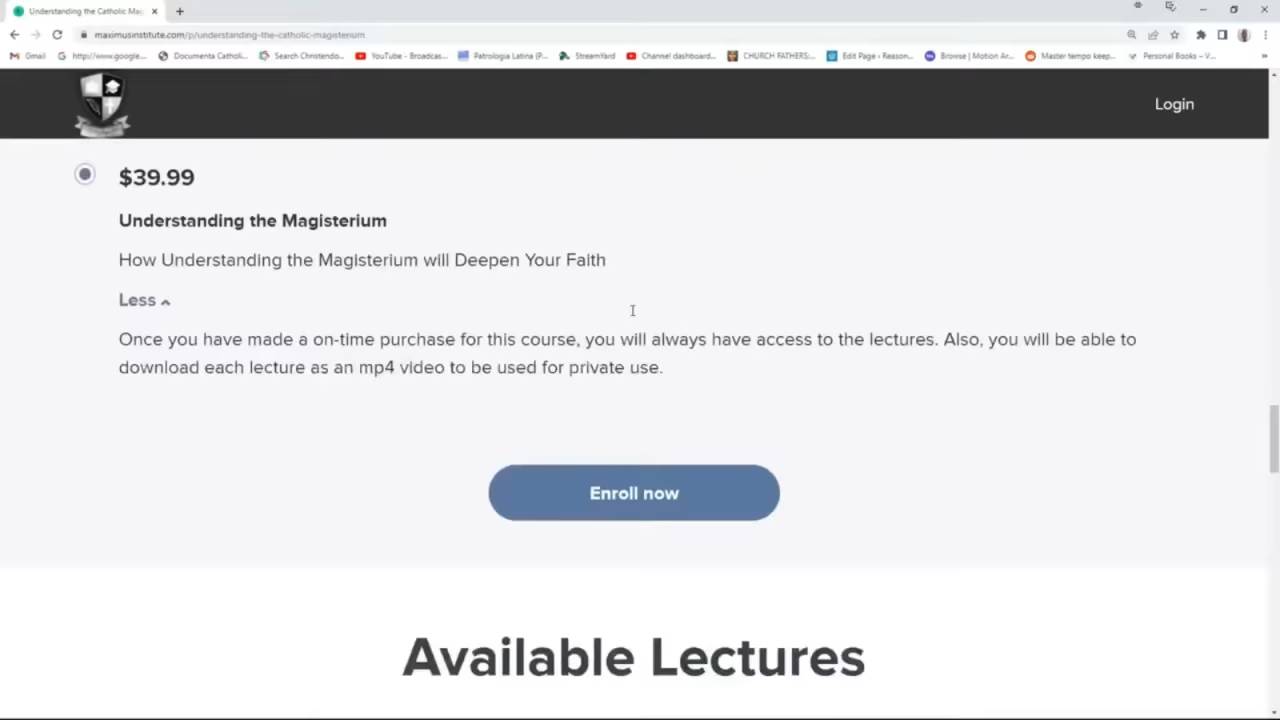 Understanding the Catholic Mag
maximusinstitute.com/p/understanding-the-catholic-magisterium
Gmail
http://www.google...
Documenta Catholi...
Search Christendo...
YouTube - Broadcas...
Patrologia Latina (P...
StreamYard
Channel dashboard...
CHURCH FATHERS:...
Edit Page ‹ Reason...
Browse | Motion Ar...
Master tempo keep...
Personal Books – V...
»
Login
$39.99
Understanding the Magisterium
How Understanding the Magisterium will Deepen Your Faith
Less
Once you have made a on-time purchase for this course, you will always have access to the lectures. Also, you will be able to
download each lecture as an mp4 video to be used for private use.
Enroll now
Available Lectures